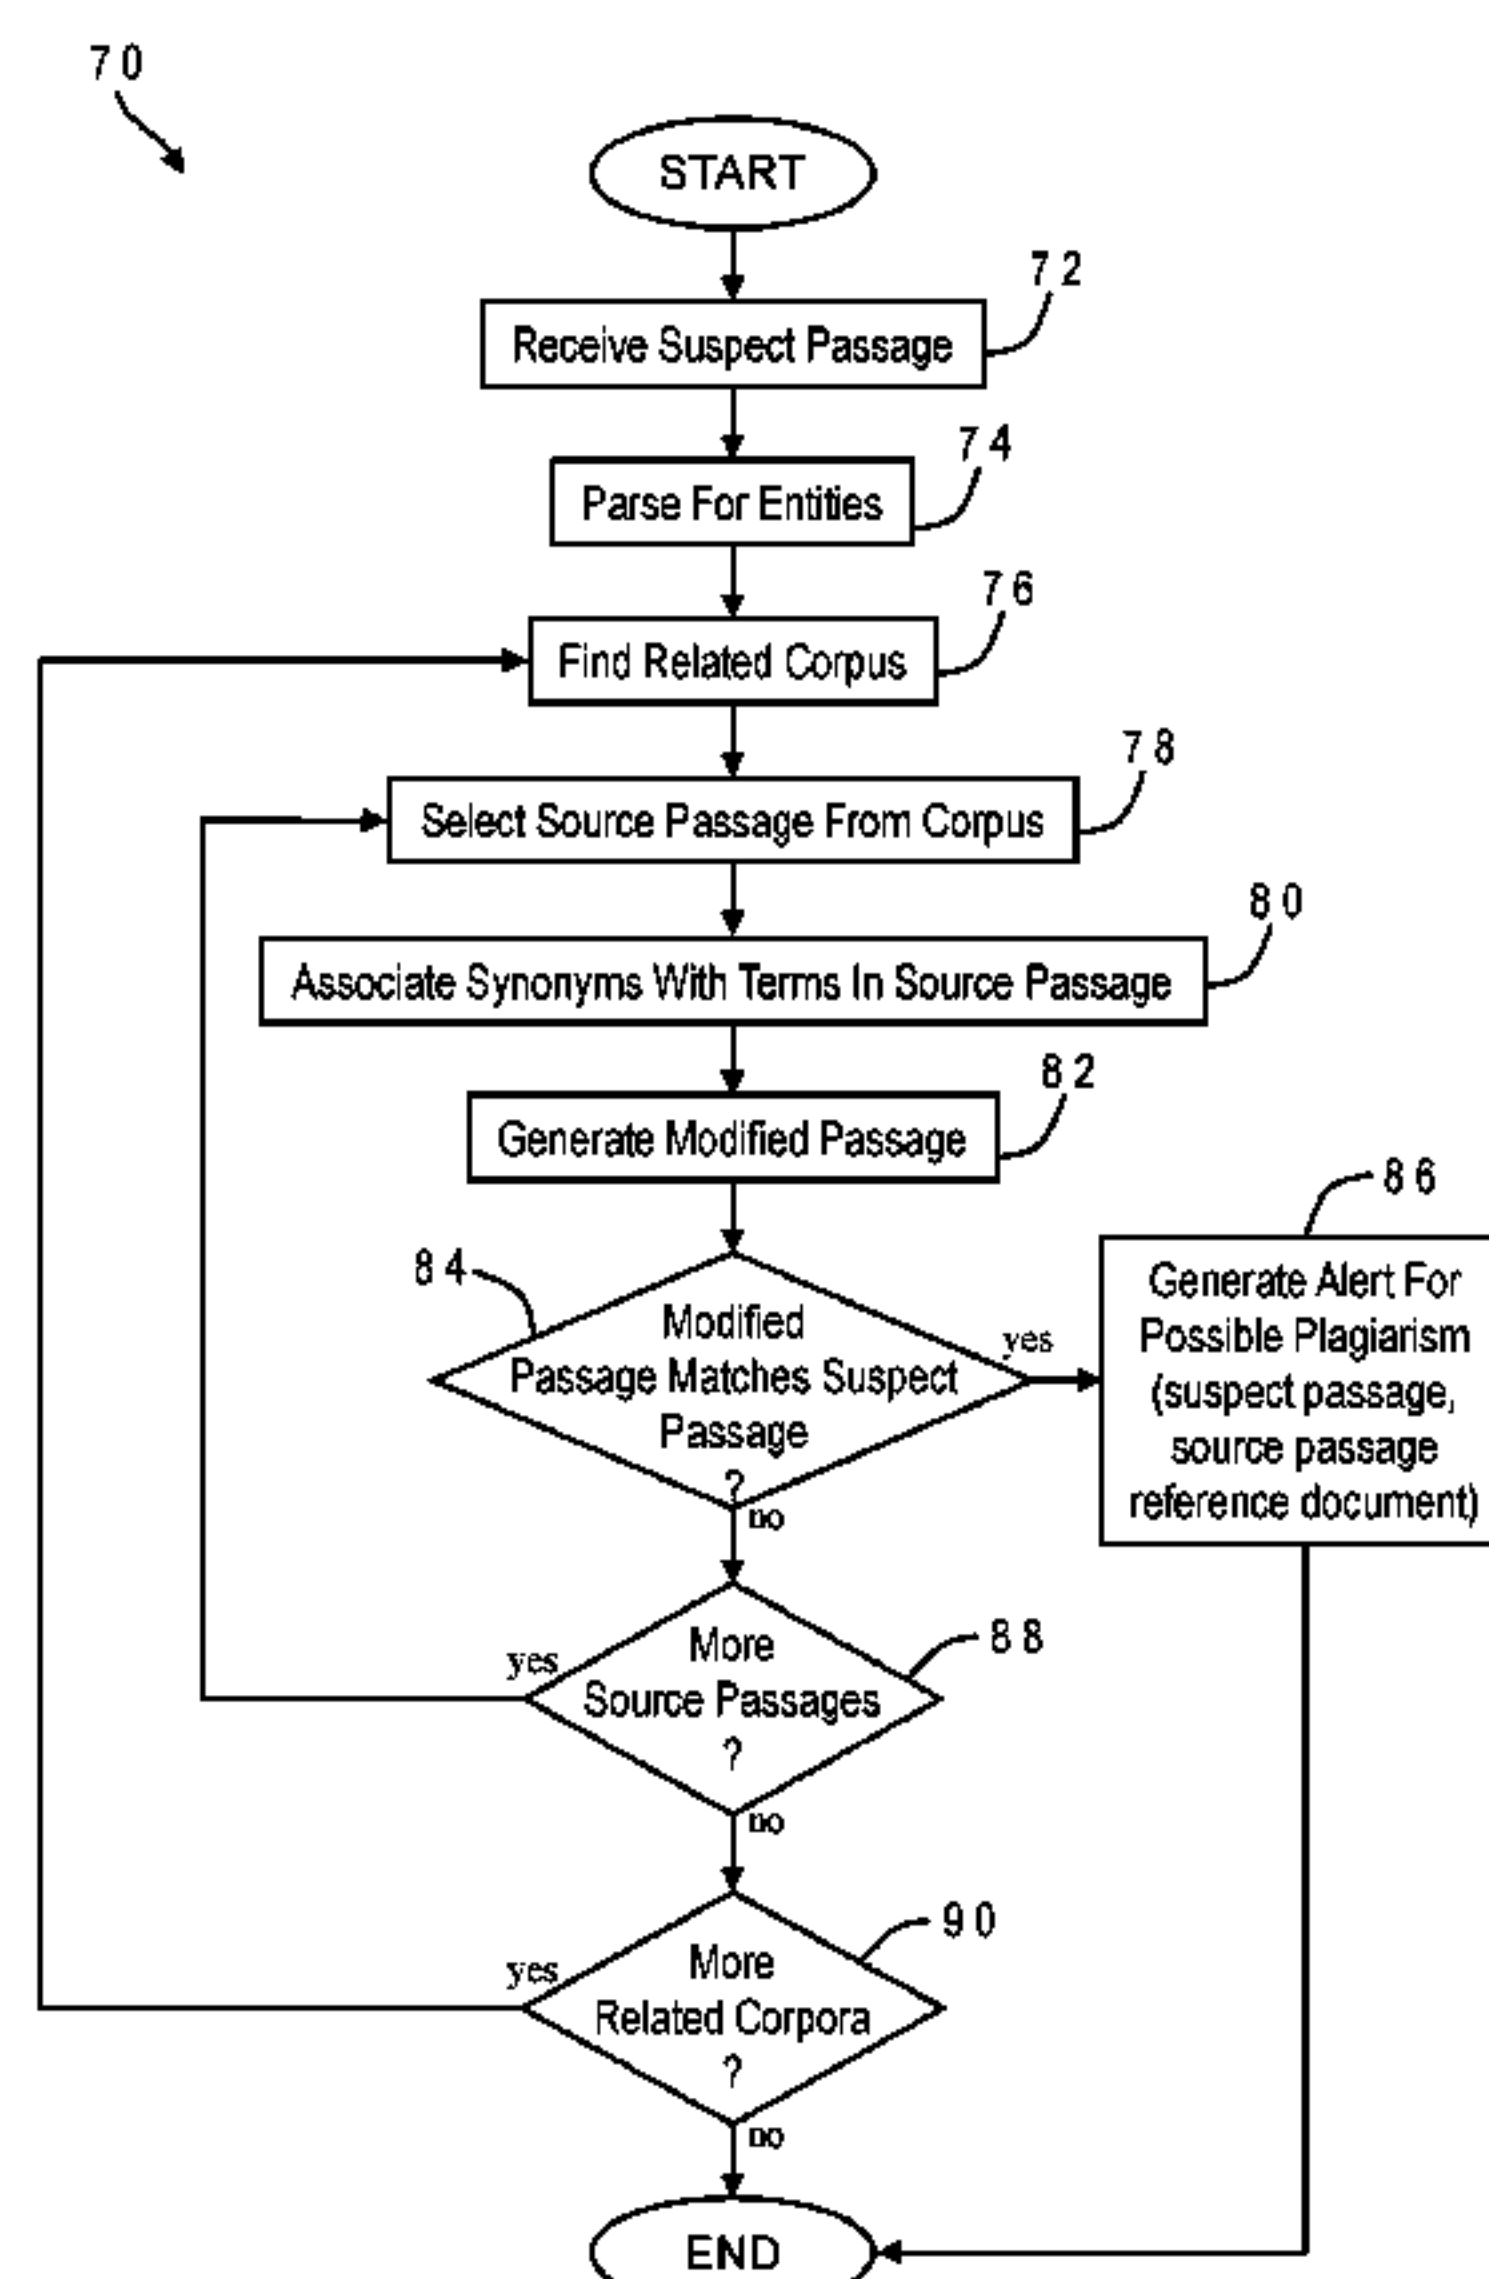 70
START
72
Receive Suspect Passage
74
Parse For Entities
76
Find Related Corpus
78
Select Source Passage From Corpus
80
Associate Synonyms With Terms In Source Passage
82
Generate Modified Passage
84
Modified
Passage Matches Suspect
Passage
?
yes
no
86
Generate Alert For
Possible Plagiarism
(suspect passage,
source passage
reference document)
88
More
Source Passages
?
yes
no
90
More
Related Corpora
?
yes
no
END